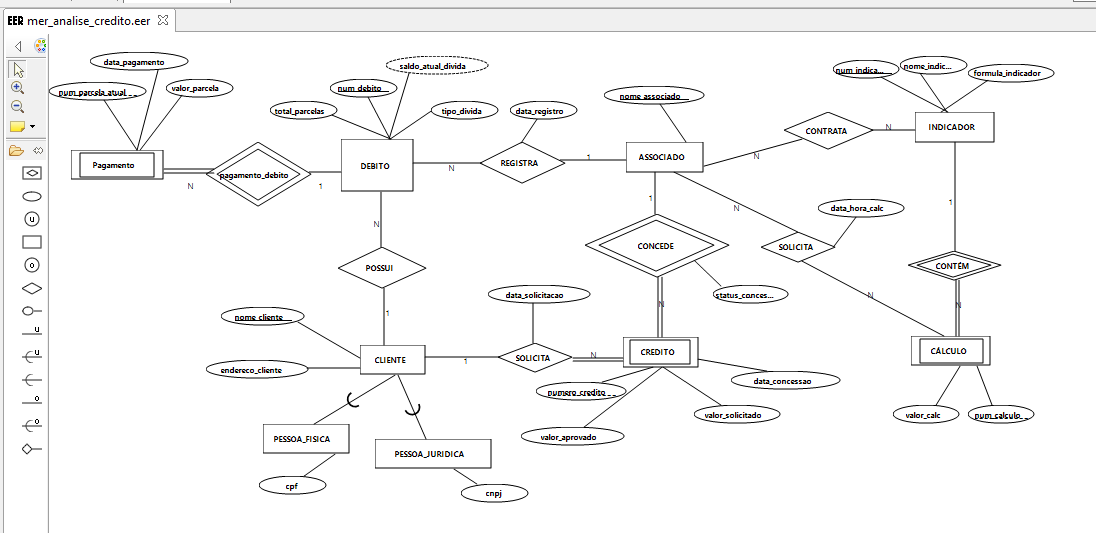 EER mer_analise_credito.eer
data_pagamento
saldo_atual_divida
nome_indic...
num_indica...
formula_indicador
num_parcela_atual
valor_parcela
num_debito
nome_associado
total_parcelas
tipo_divida
data_registro
INDICADOR
CONTRATA
N
N
Pagamento
pagamento_debito
N
1
DEBITO
N
REGISTRA
1
ASSOCIADO
u
1
N
data_hora_calc
1
N
o
CONCEDE
SOLICITA
POSSUI
CONTÉM
data_solicitacao
status_conces...
N
N
N
nome_cliente
1
u
u
CLIENTE
1
SOLICITA
N
CREDITO
CÁLCULO
endereco_cliente
data_concessao
numero_credito
o
o
valor_solicitado
valor_calc
num_calculo
PESSOA_FISICA
valor_aprovado
PESSOA_JURIDICA
cpf
cnpj